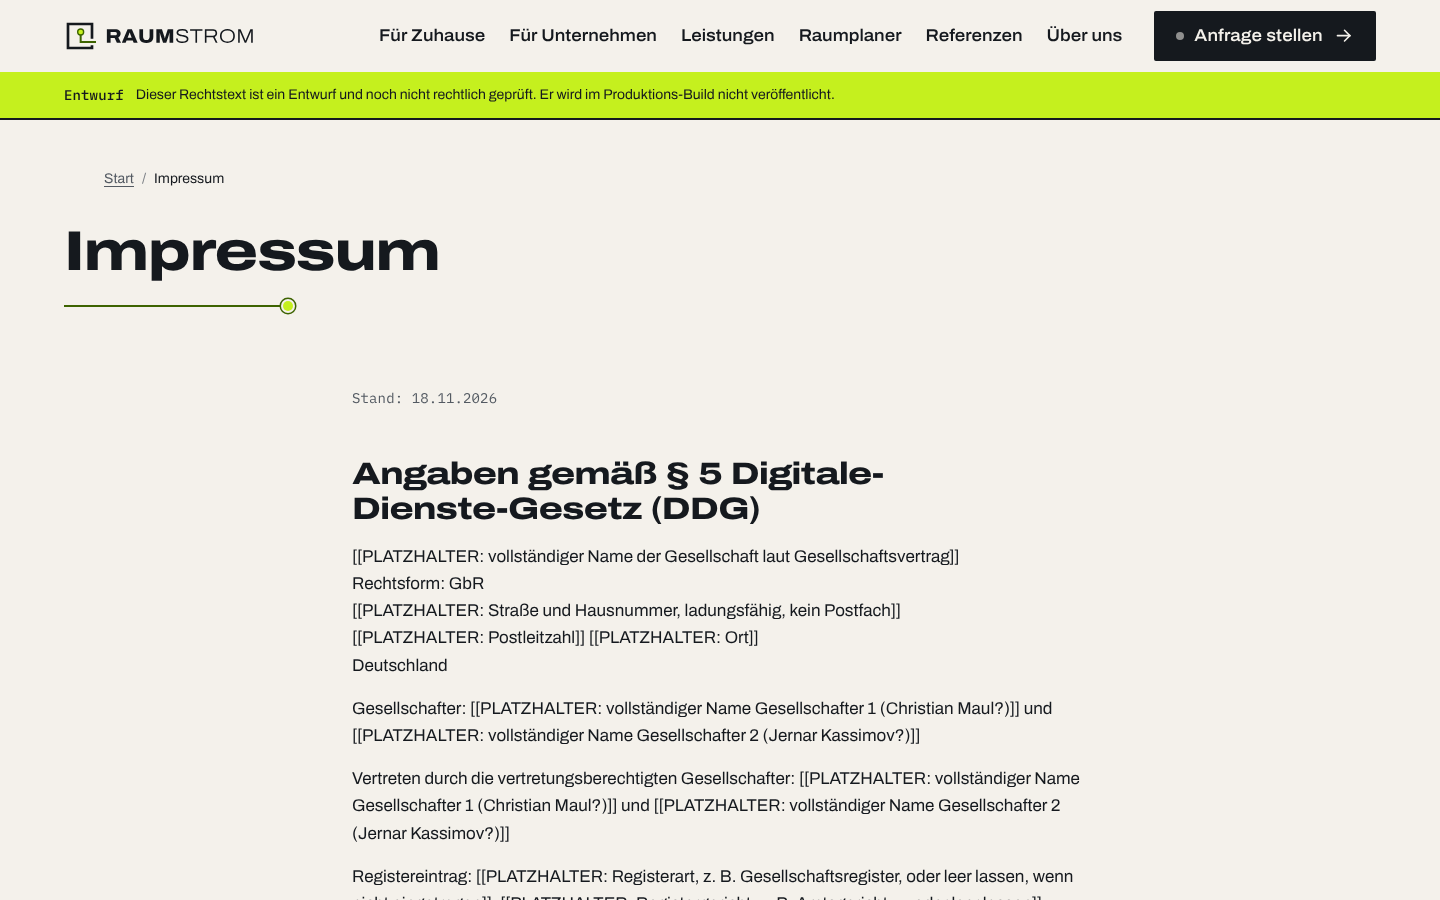 RAUMSTROM
Für Zuhause
Für Unternehmen
Leistungen
Raumplaner
Referenzen
Über uns
Anfrage stellen →
Entwurf Dieser Rechtstext ist ein Entwurf und noch nicht rechtlich geprüft. Er wird im Produktions-Build nicht veröffentlicht.
Start / Impressum
Impressum
Stand: 18.11.2026
Angaben gemäß § 5 Digitale-
Dienste-Gesetz (DDG)
[[PLATZHALTER: vollständiger Name der Gesellschaft laut Gesellschaftsvertrag]]
Rechtsform: GbR
[[PLATZHALTER: Straße und Hausnummer, ladungsfähig, kein Postfach]]
[[PLATZHALTER: Postleitzahl]] [[PLATZHALTER: Ort]]
Deutschland
Gesellschafter: [[PLATZHALTER: vollständiger Name Gesellschafter 1 (Christian Maul?)]] und
[[PLATZHALTER: vollständiger Name Gesellschafter 2 (Jernar Kassimov?)]]
Vertreten durch die vertretungsberechtigten Gesellschafter: [[PLATZHALTER: vollständiger Name
Gesellschafter 1 (Christian Maul?)]] und [[PLATZHALTER: vollständiger Name Gesellschafter 2
(Jernar Kassimov?)]]
Registereintrag: [[PLATZHALTER: Registerart, z. B. Gesellschaftsregister, oder leer lassen, wenn